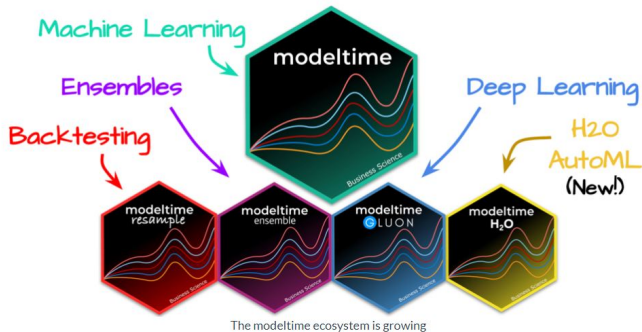 Machine Learning
modeltime
Business Science
Ensembles
Deep Learning
Backtesting
H2O
AutoML
(New!)
modeltime
resample
Business Science
modeltime
ensemble
Business Science
modeltime
GLUON
Business Science
modeltime
H₂O
Business Science
The modeltime ecosystem is growing